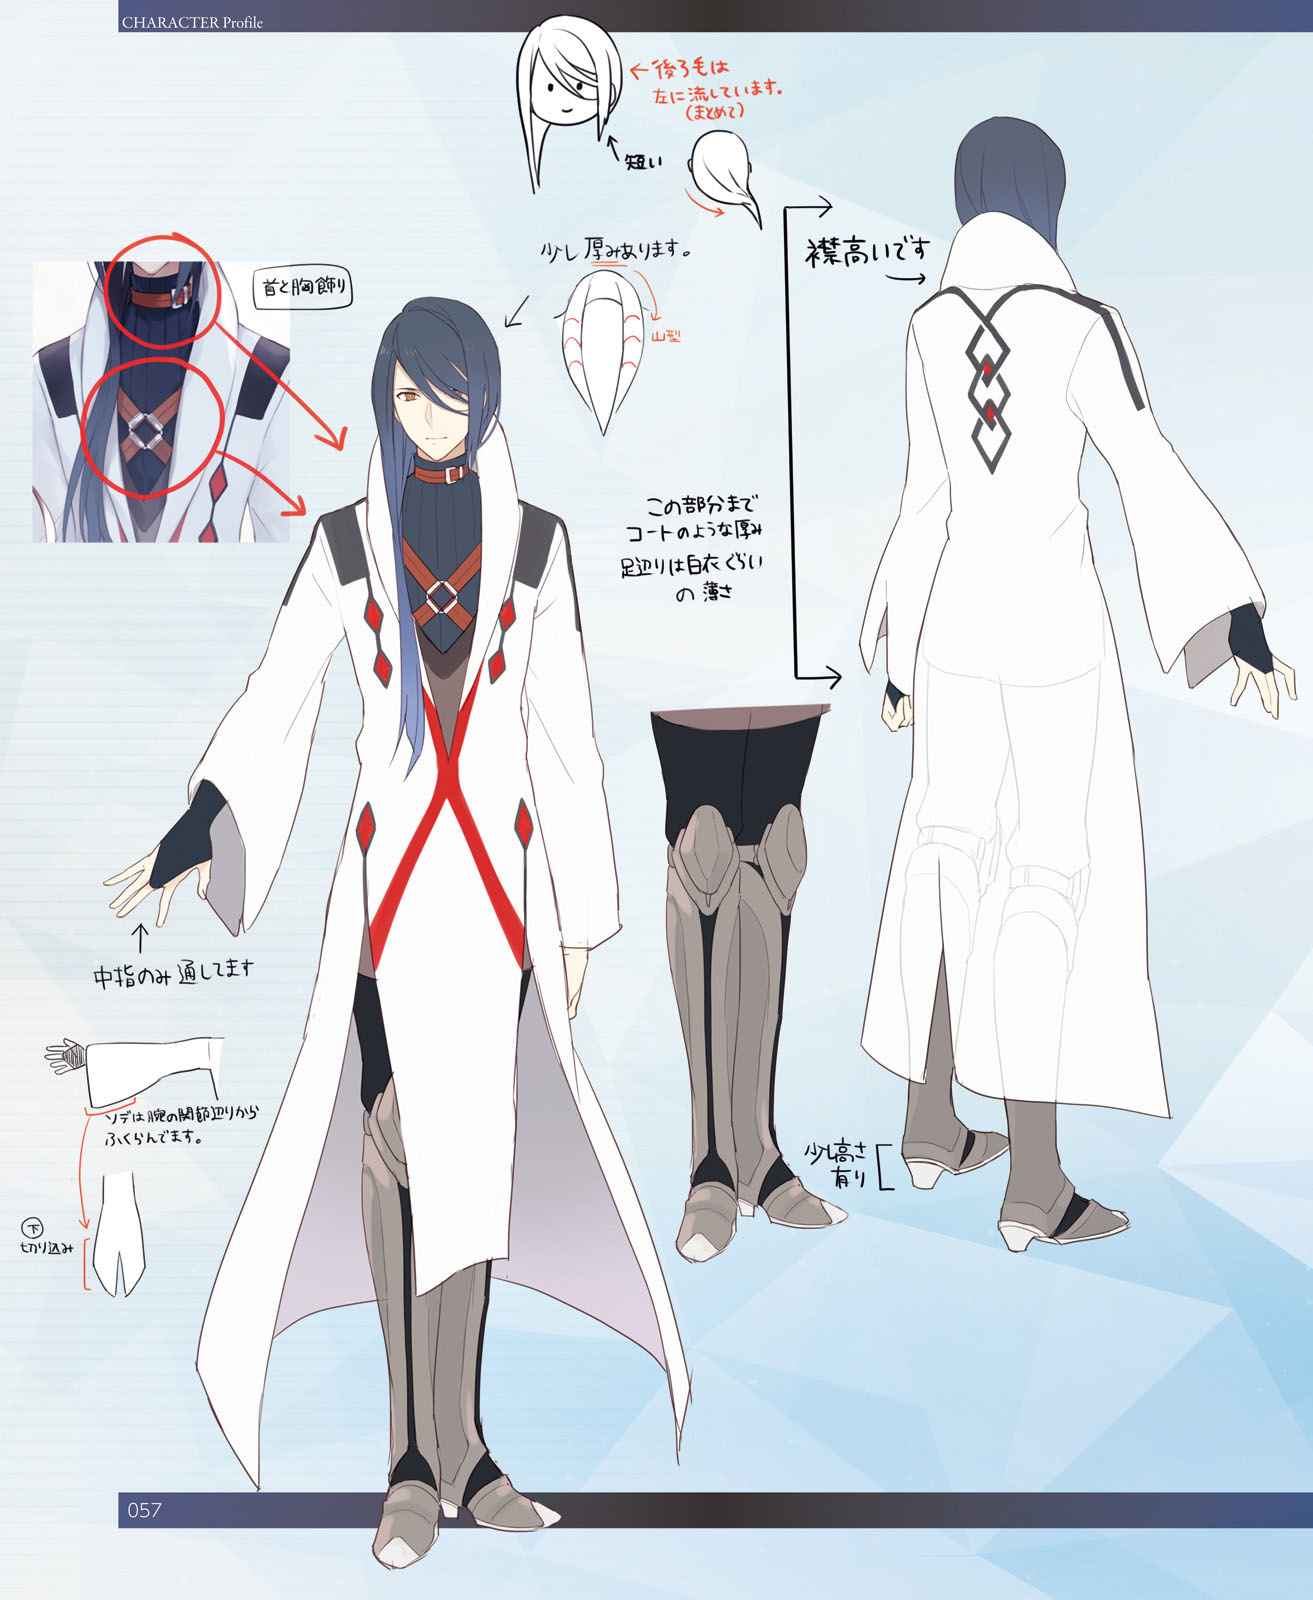 CHARACTER Profile
←後ろ毛は
左に流しています。
(まとめて)
短い
少し厚みあります。
山型
首と胸飾り
襟高いです
この部分まで
コートのような厚み
足辺りは白衣ぐらい
の薄さ
中指のみ通してます
ソデは腕の関節辺りから
ふくらんでます。
下
切り込み
少し高さ
有り
057